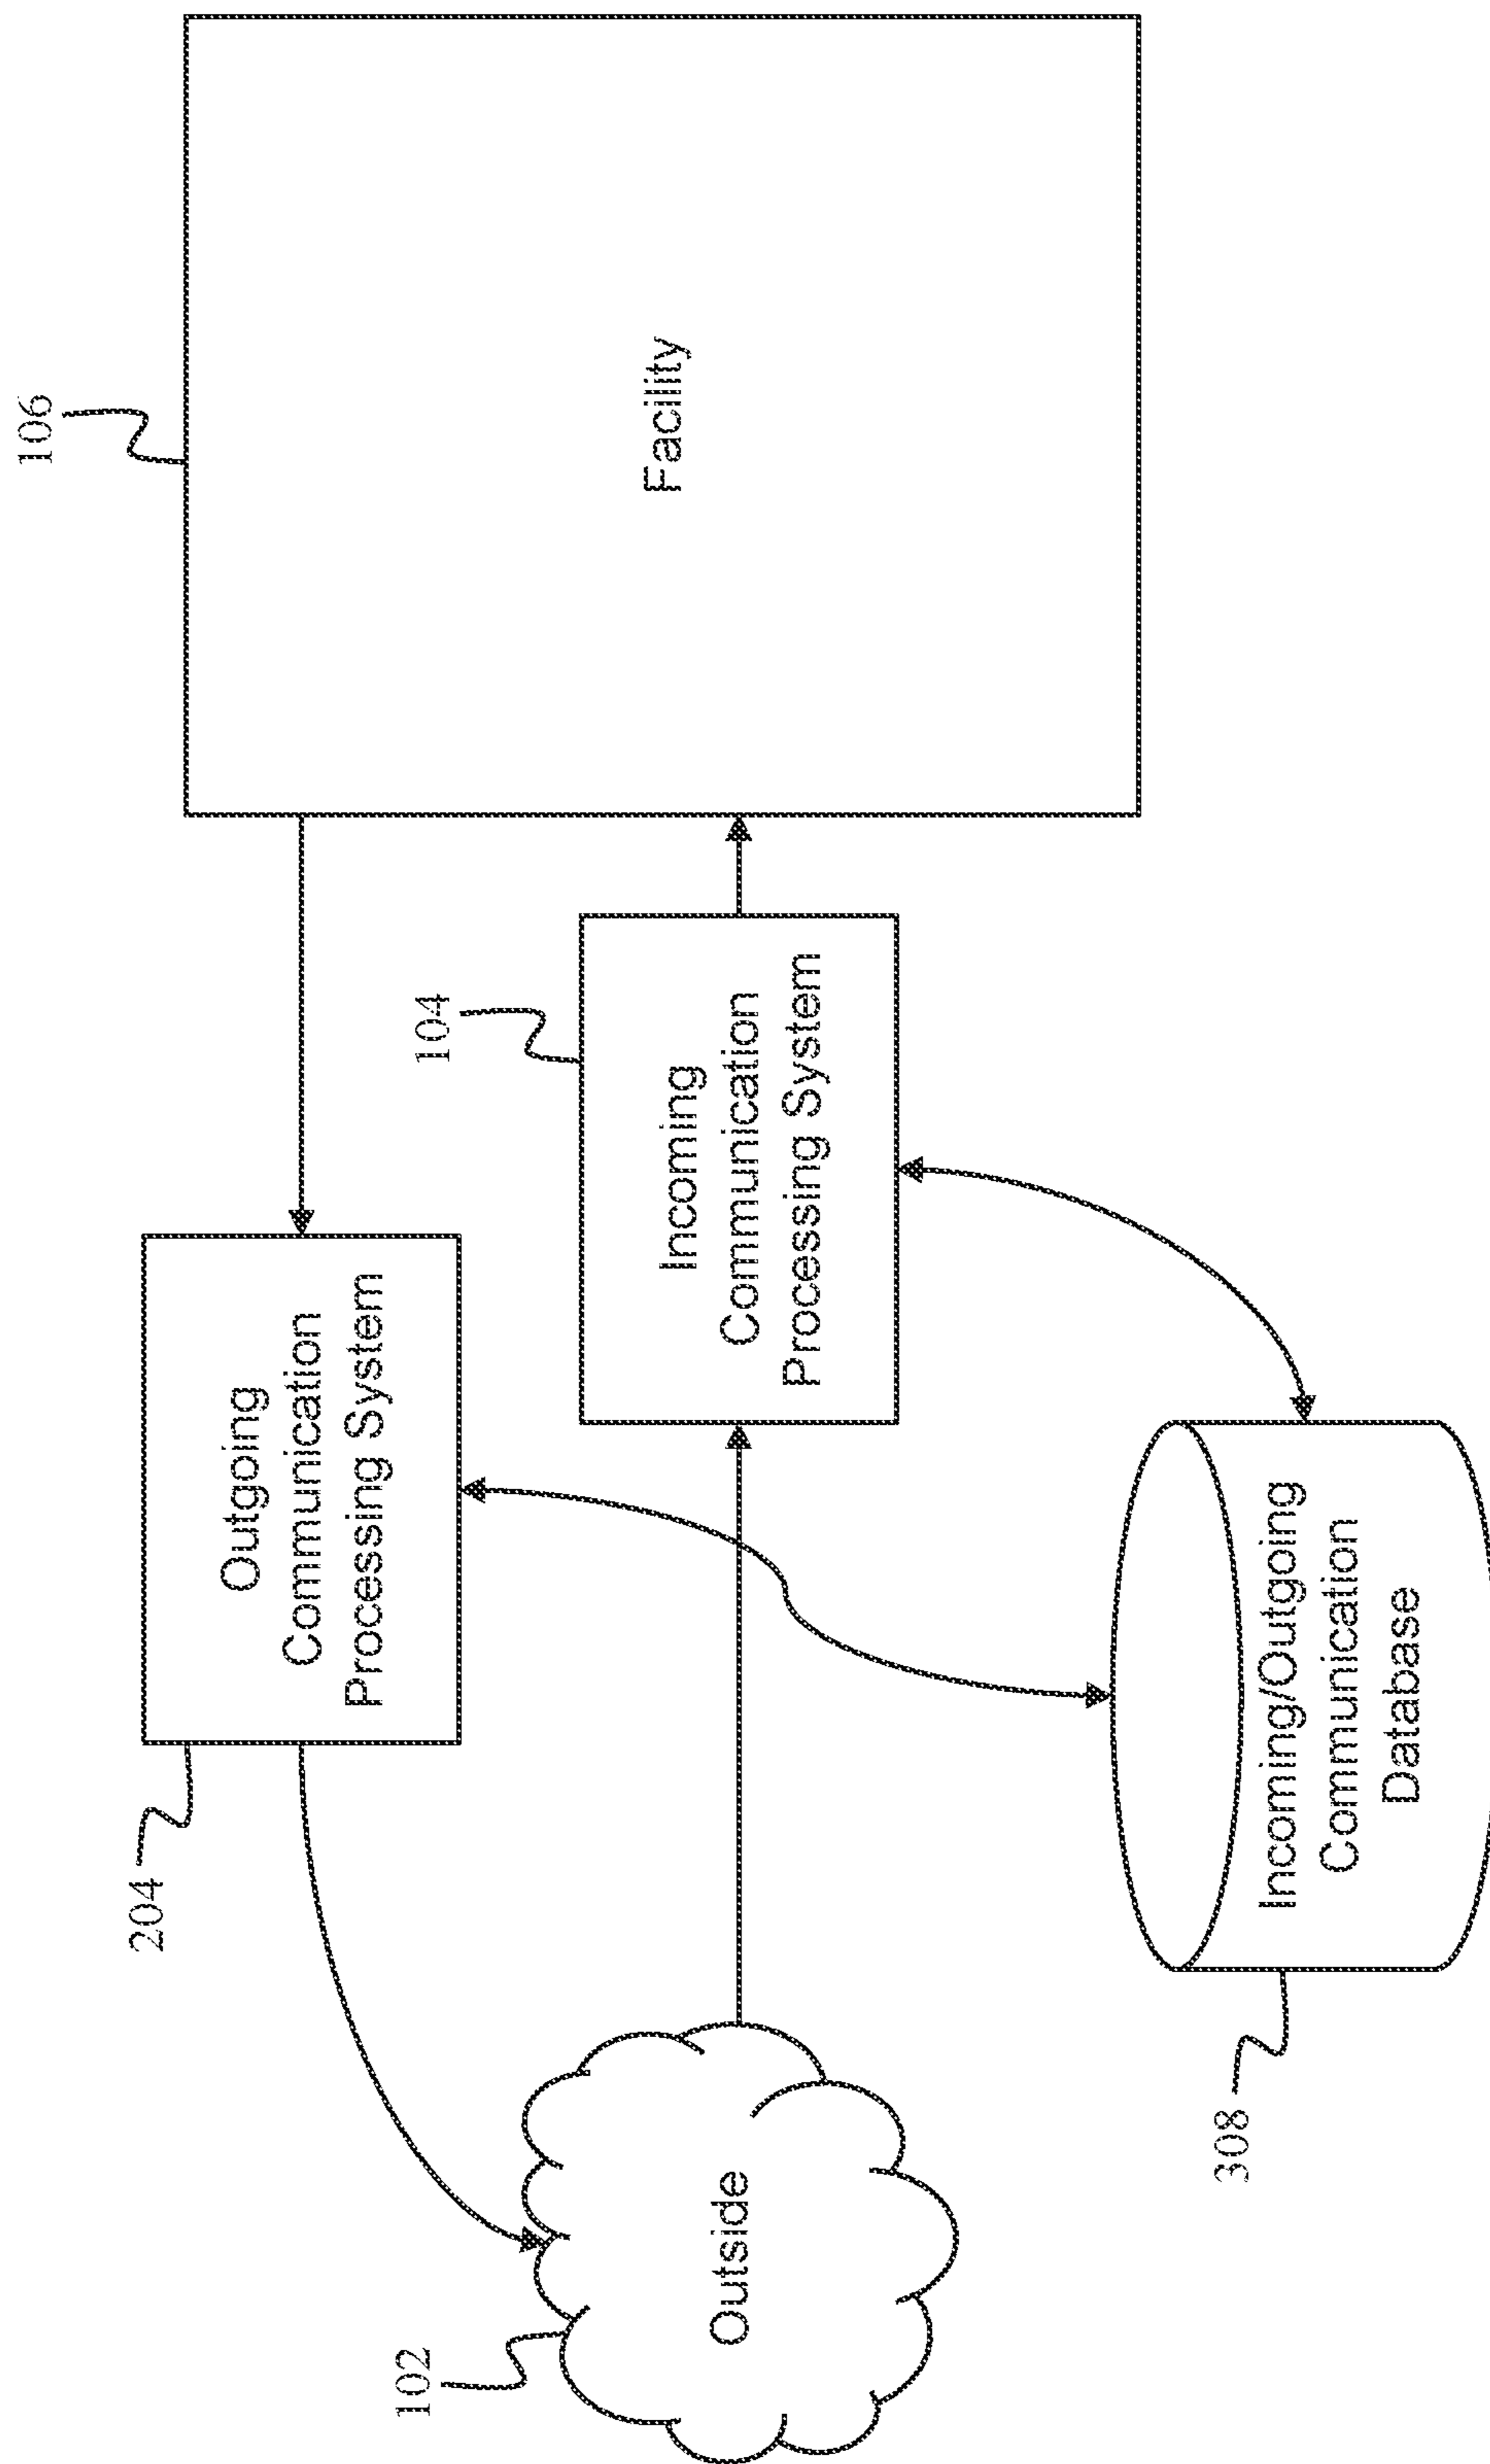 106
Facility
204
Outgoing
Communication
Processing System
104
Incoming
Communication
Processing System
102
Outside
308
Incoming/Outgoing
Communication
Database